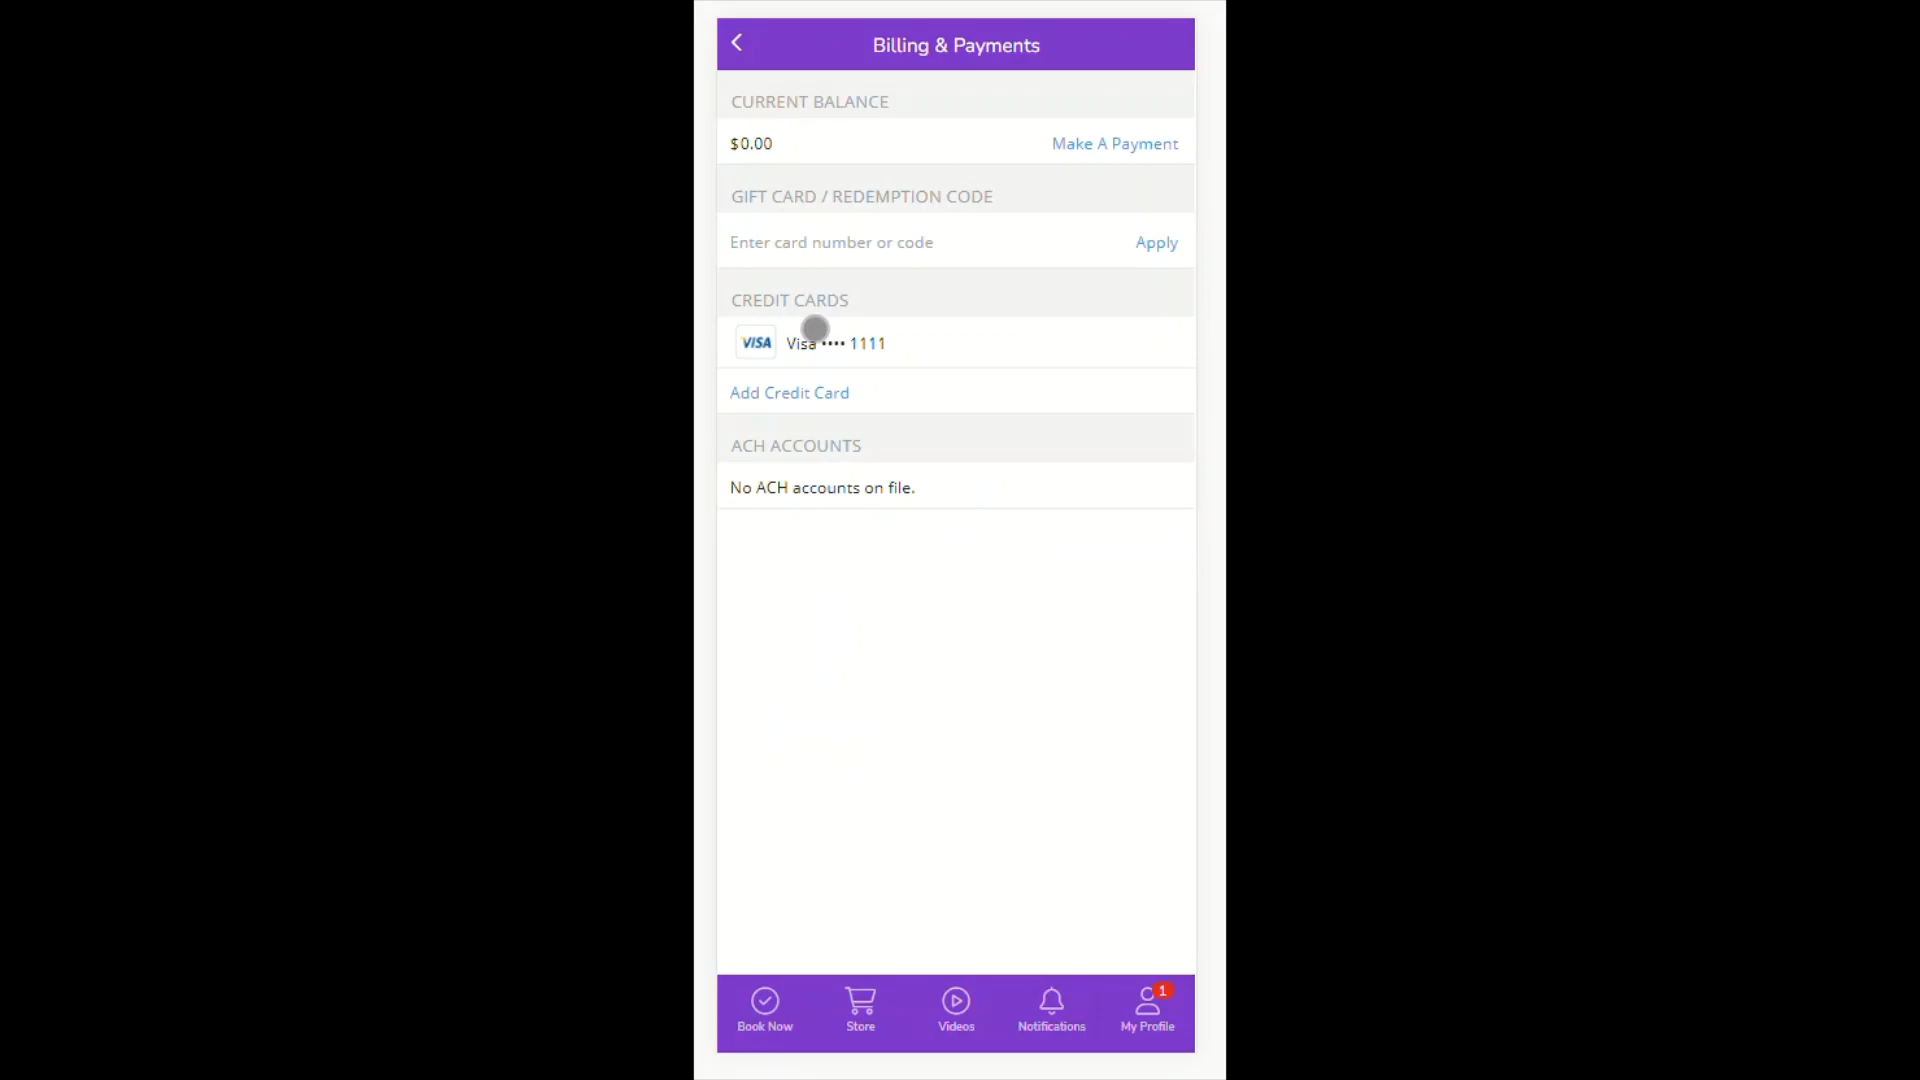 Billing & Payments
CURRENT BALANCE
$0.00 Make A Payment
GIFT CARD / REDEMPTION CODE
Enter card number or code Apply
CREDIT CARDS
VISA Visa •••• 1111
Add Credit Card
ACH ACCOUNTS
No ACH accounts on file.
1
Book Now Store Videos Notifications My Profile